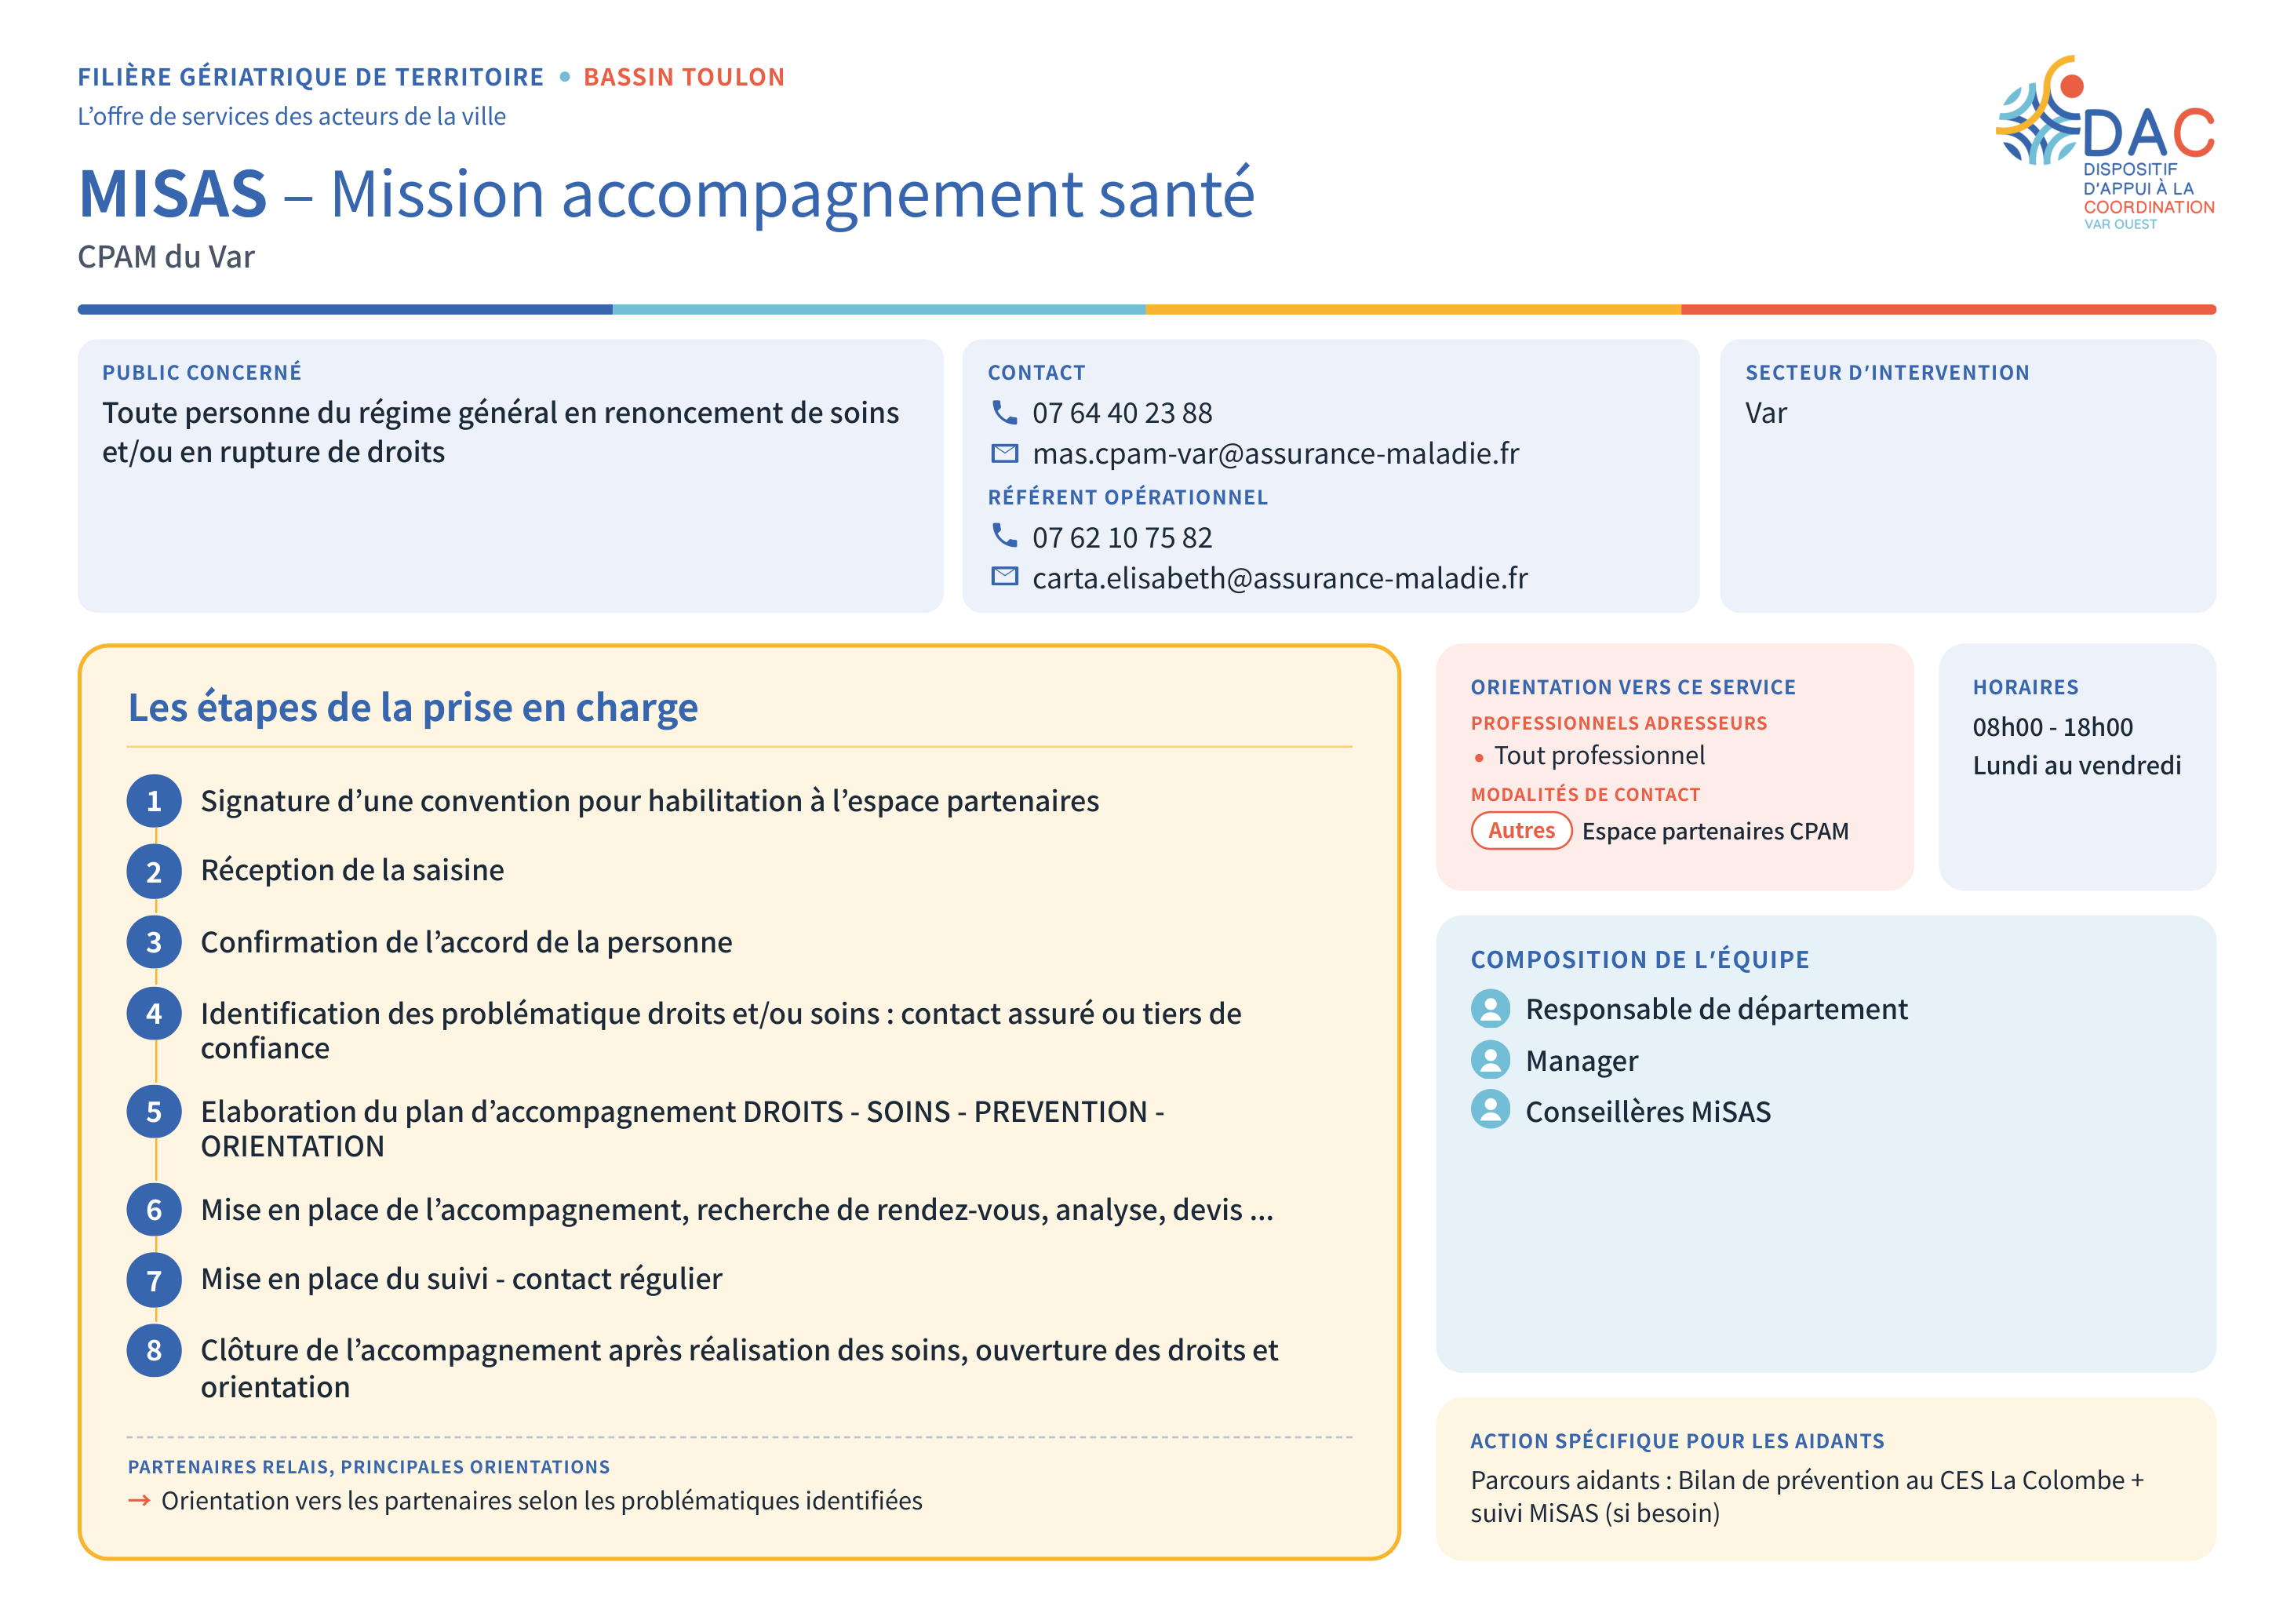 FILIÈRE GÉRIATRIQUE DE TERRITOIRE • BASSIN TOULON
L’offre de services des acteurs de la ville
MISAS – Mission accompagnement santé
CPAM du Var
DAC
DISPOSITIF
D'APPUI À LA
COORDINATION
VAR OUEST
PUBLIC CONCERNÉ
Toute personne du régime général en renoncement de soins
et/ou en rupture de droits
CONTACT
07 64 40 23 88
mas.cpam-var@assurance-maladie.fr
RÉFÉRENT OPÉRATIONNEL
07 62 10 75 82
carta.elisabeth@assurance-maladie.fr
SECTEUR D'INTERVENTION
Var
Les étapes de la prise en charge
1 Signature d’une convention pour habilitation à l’espace partenaires
2 Réception de la saisine
3 Confirmation de l’accord de la personne
4 Identification des problématique droits et/ou soins : contact assuré ou tiers de
confiance
5 Elaboration du plan d’accompagnement DROITS - SOINS - PREVENTION -
ORIENTATION
6 Mise en place de l’accompagnement, recherche de rendez-vous, analyse, devis ...
7 Mise en place du suivi - contact régulier
8 Clôture de l’accompagnement après réalisation des soins, ouverture des droits et
orientation
PARTENAIRES RELAIS, PRINCIPALES ORIENTATIONS
→ Orientation vers les partenaires selon les problématiques identifiées
ORIENTATION VERS CE SERVICE
PROFESSIONNELS ADRESSEURS
• Tout professionnel
MODALITÉS DE CONTACT
Autres Espace partenaires CPAM
HORAIRES
08h00 - 18h00
Lundi au vendredi
COMPOSITION DE L'ÉQUIPE
Responsable de département
Manager
Conseillères MiSAS
ACTION SPÉCIFIQUE POUR LES AIDANTS
Parcours aidants : Bilan de prévention au CES La Colombe +
suivi MiSAS (si besoin)